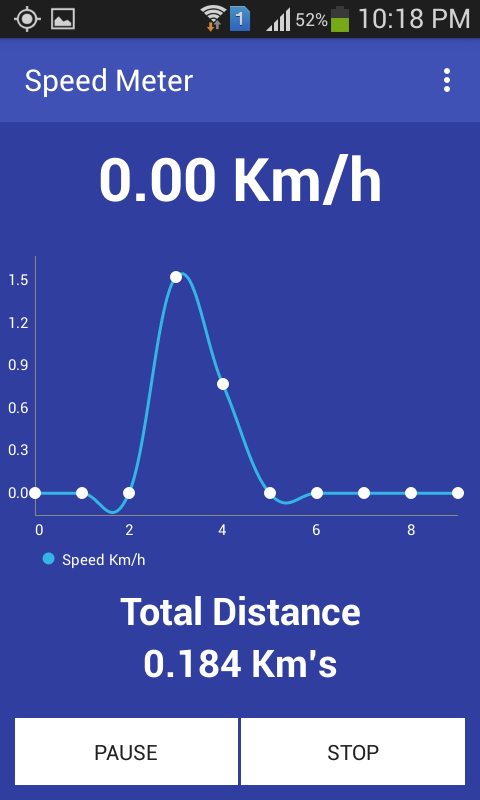 1 52% 10:18 PM
Speed Meter
0.00 Km/h
1.5
1.2
0.9
0.6
0.3
0.0
0 2 4 6 8
Speed Km/h
Total Distance
0.184 Km's
PAUSE STOP